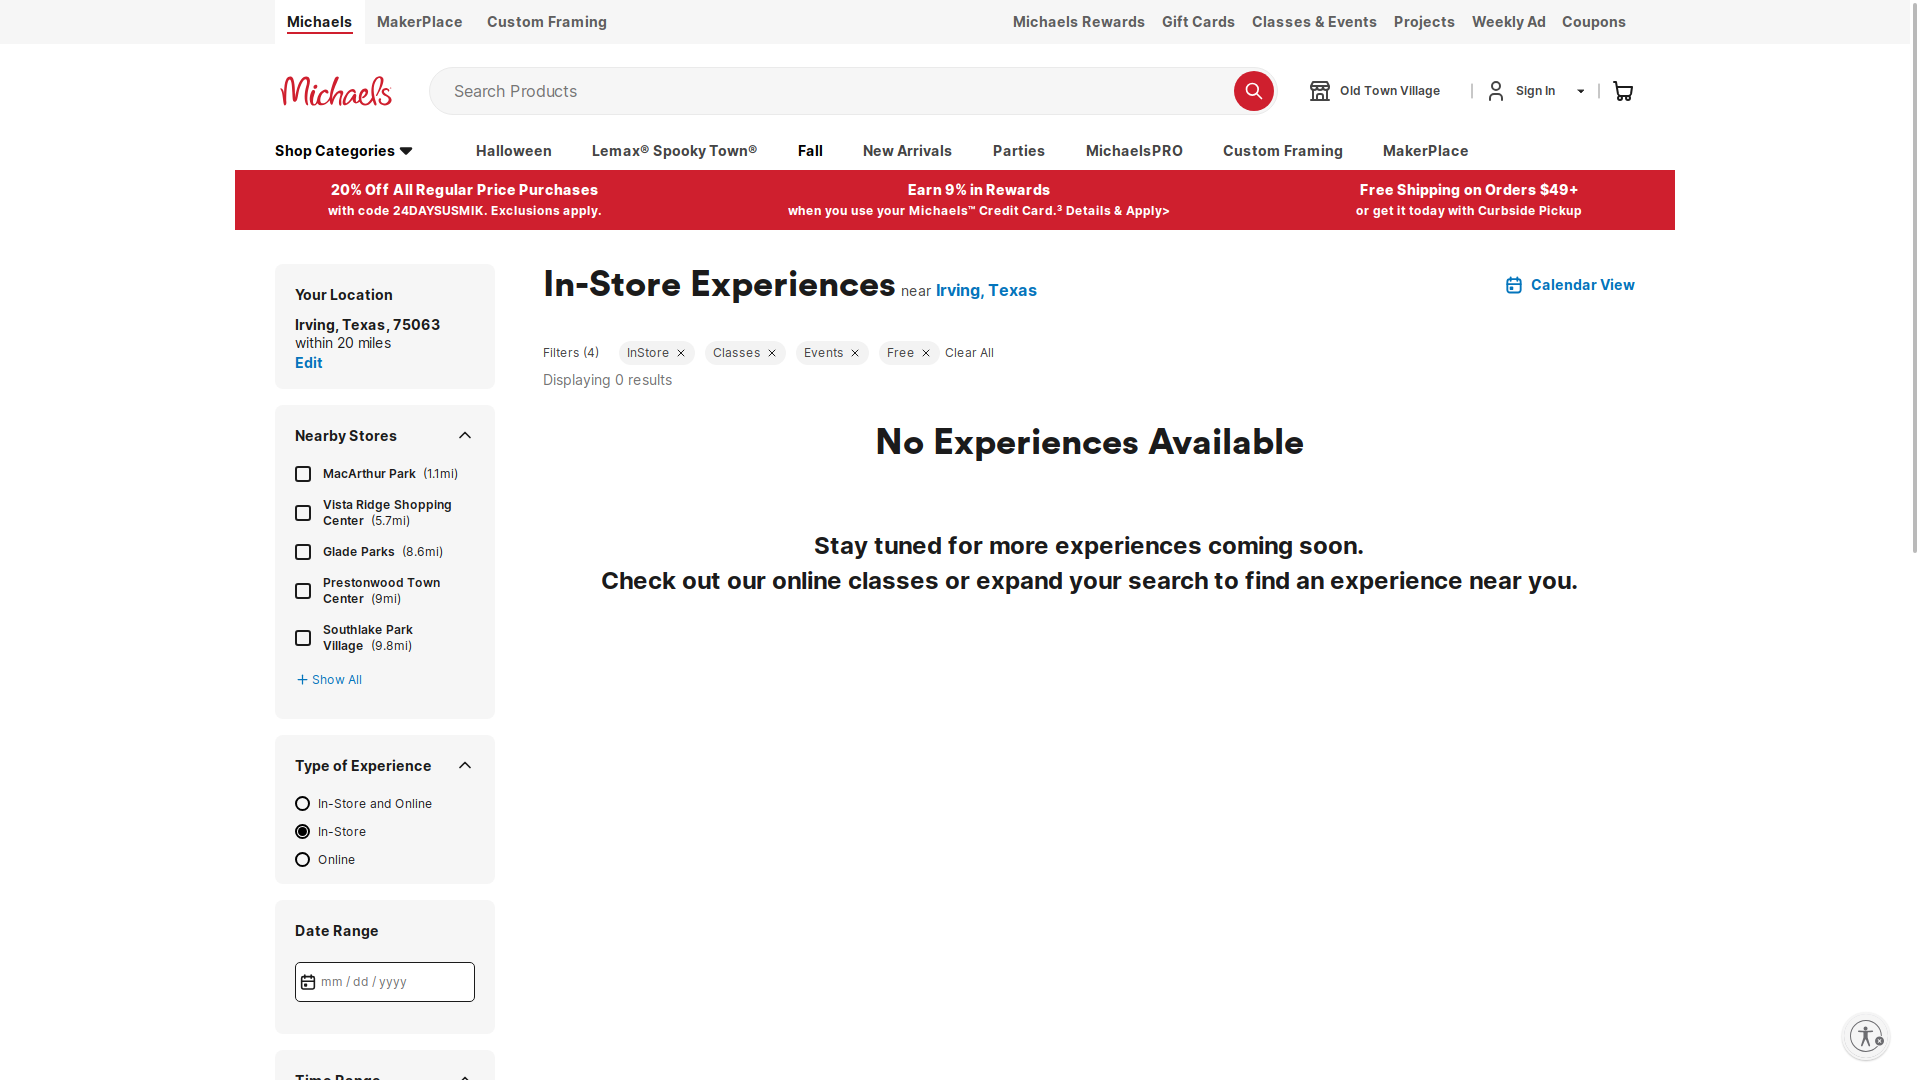 Michaels MakerPlace Custom Framing Michaels Rewards Gift Cards Classes & Events Projects Weekly Ad Coupons
Michaels Search Products Old Town Village Sign In
Shop Categories Halloween Lemax® Spooky Town® Fall New Arrivals Parties MichaelsPRO Custom Framing MakerPlace
20% Off All Regular Price Purchases
with code 24DAYSUSMIK. Exclusions apply.
Earn 9% in Rewards
when you use your Michaels™ Credit Card.³ Details & Apply>
Free Shipping on Orders $49+
or get it today with Curbside Pickup
Your Location
Irving, Texas, 75063
within 20 miles
Edit
Nearby Stores
MacArthur Park (1.1mi)
Vista Ridge Shopping
Center (5.7mi)
Glade Parks (8.6mi)
Prestonwood Town
Center (9mi)
Southlake Park
Village (9.8mi)
+ Show All
Type of Experience
In-Store and Online
In-Store
Online
Date Range
mm / dd / yyyy
Time Range
In-Store Experiences near Irving, Texas
Calendar View
Filters (4) InStore Classes Events Free Clear All
Displaying 0 results
No Experiences Available
Stay tuned for more experiences coming soon.
Check out our online classes or expand your search to find an experience near you.